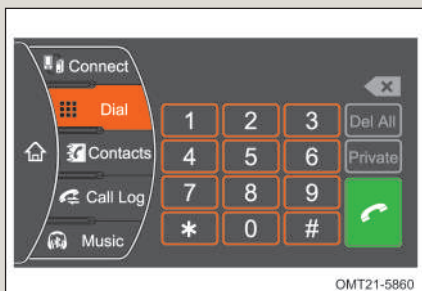 Connect
Dial
Contacts
Call Log
Music
1 2 3 Del All
4 5 6 Private
7 8 9
* 0 #
OMT21-5860